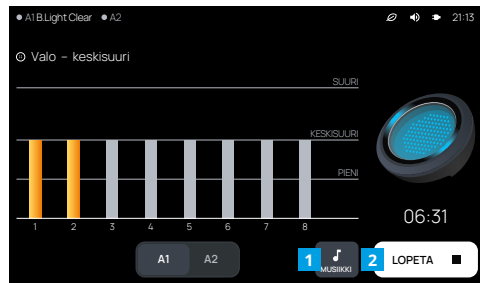 A1 B.Light Clear A2 21:13
Valo – keskisuuri
SUURI
KESKISUURI
PIENI
1 2 3 4 5 6 7 8
06:31
A1 A2
1 MUSIIKKI
2 LOPETA